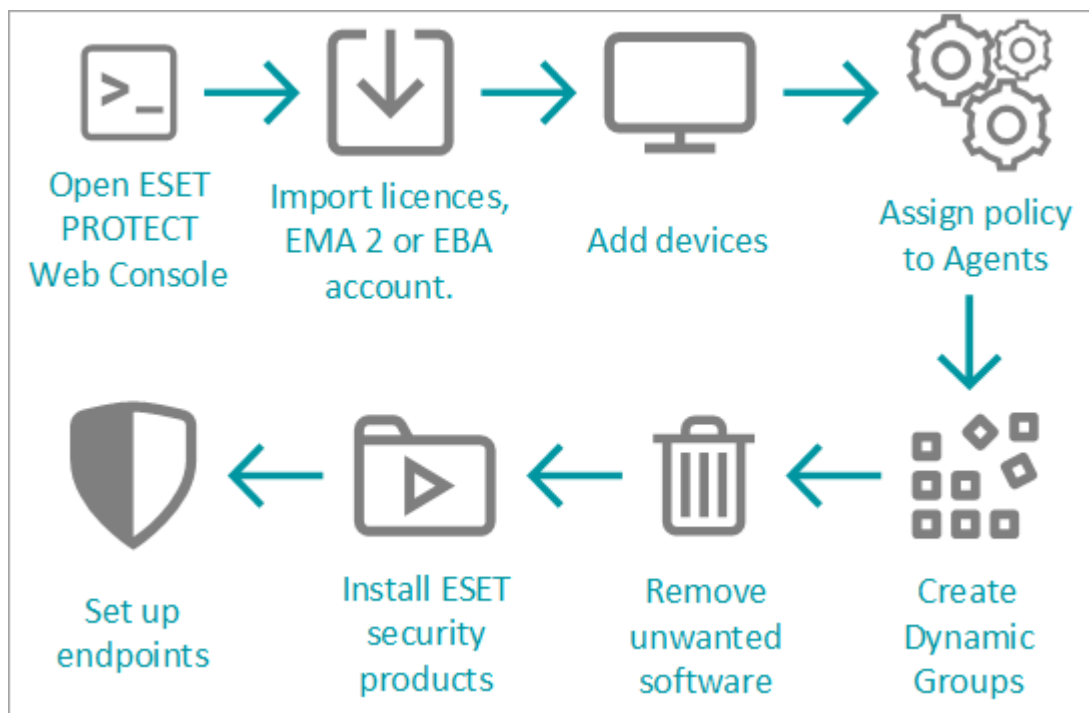 >_
Open ESET
PROTECT
Web Console
Import licences,
EMA 2 or EBA
account.
Add devices
Assign policy
to Agents
Set up
endpoints
Install ESET
security
products
Remove
unwanted
software
Create
Dynamic
Groups